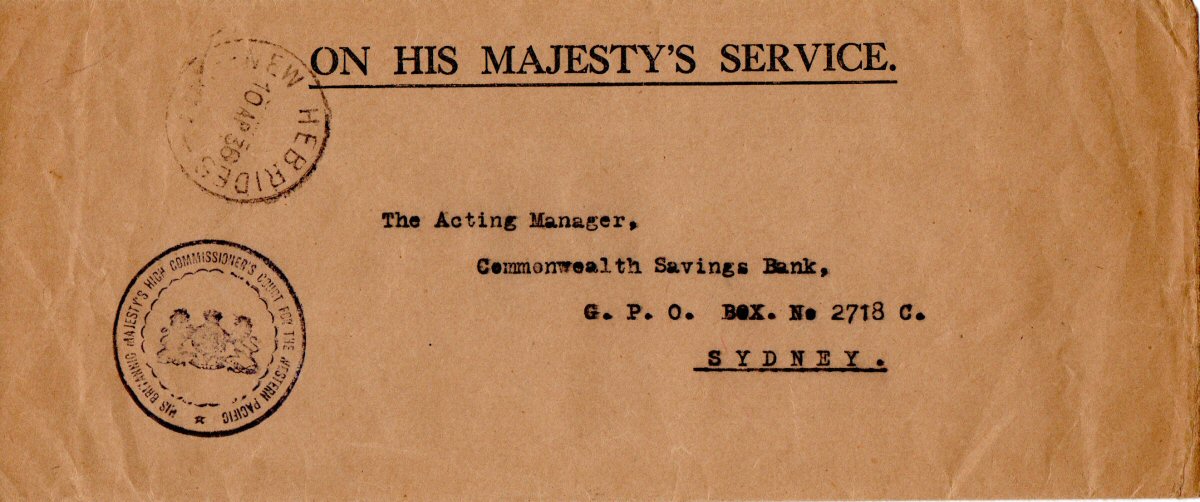 ON HIS MAJESTY'S SERVICE.
NEW HEBRIDES
10 AP 36
The Acting Manager,
Commonwealth Savings Bank,
G. P. O. BOX. No 2718 C.
SYDNEY.
HIS BRITANNIC MAJESTY'S HIGH COMMISSIONER'S COURT FOR THE WESTERN PACIFIC